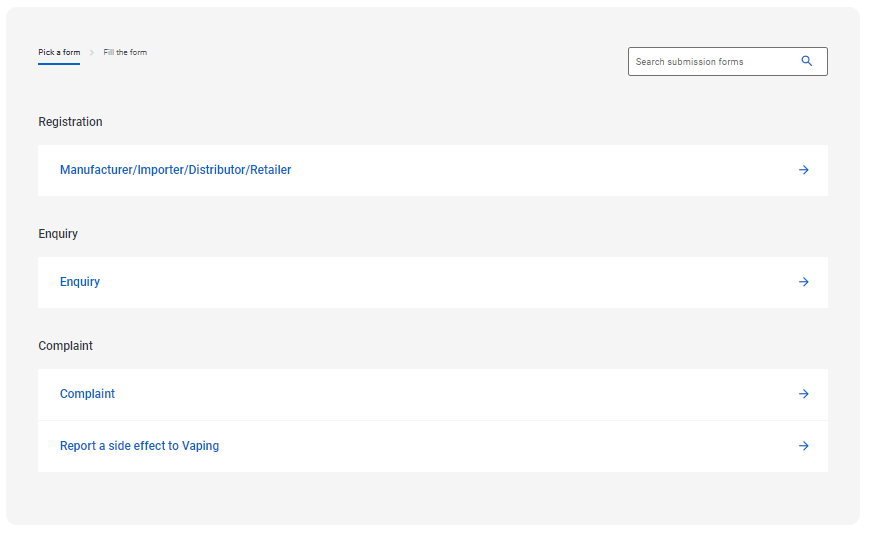 Pick a form
Fill the form
Search submission forms
Registration
Manufacturer/Importer/Distributor/Retailer
Enquiry
Enquiry
Complaint
Complaint
Report a side effect to Vaping